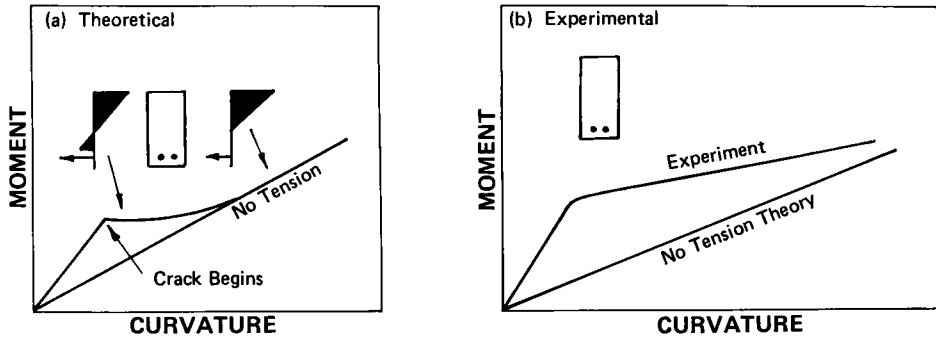 (a) Theoretical
MOMENT
No Tension
Crack Begins
CURVATURE
(b) Experimental
MOMENT
Experiment
No Tension Theory
CURVATURE